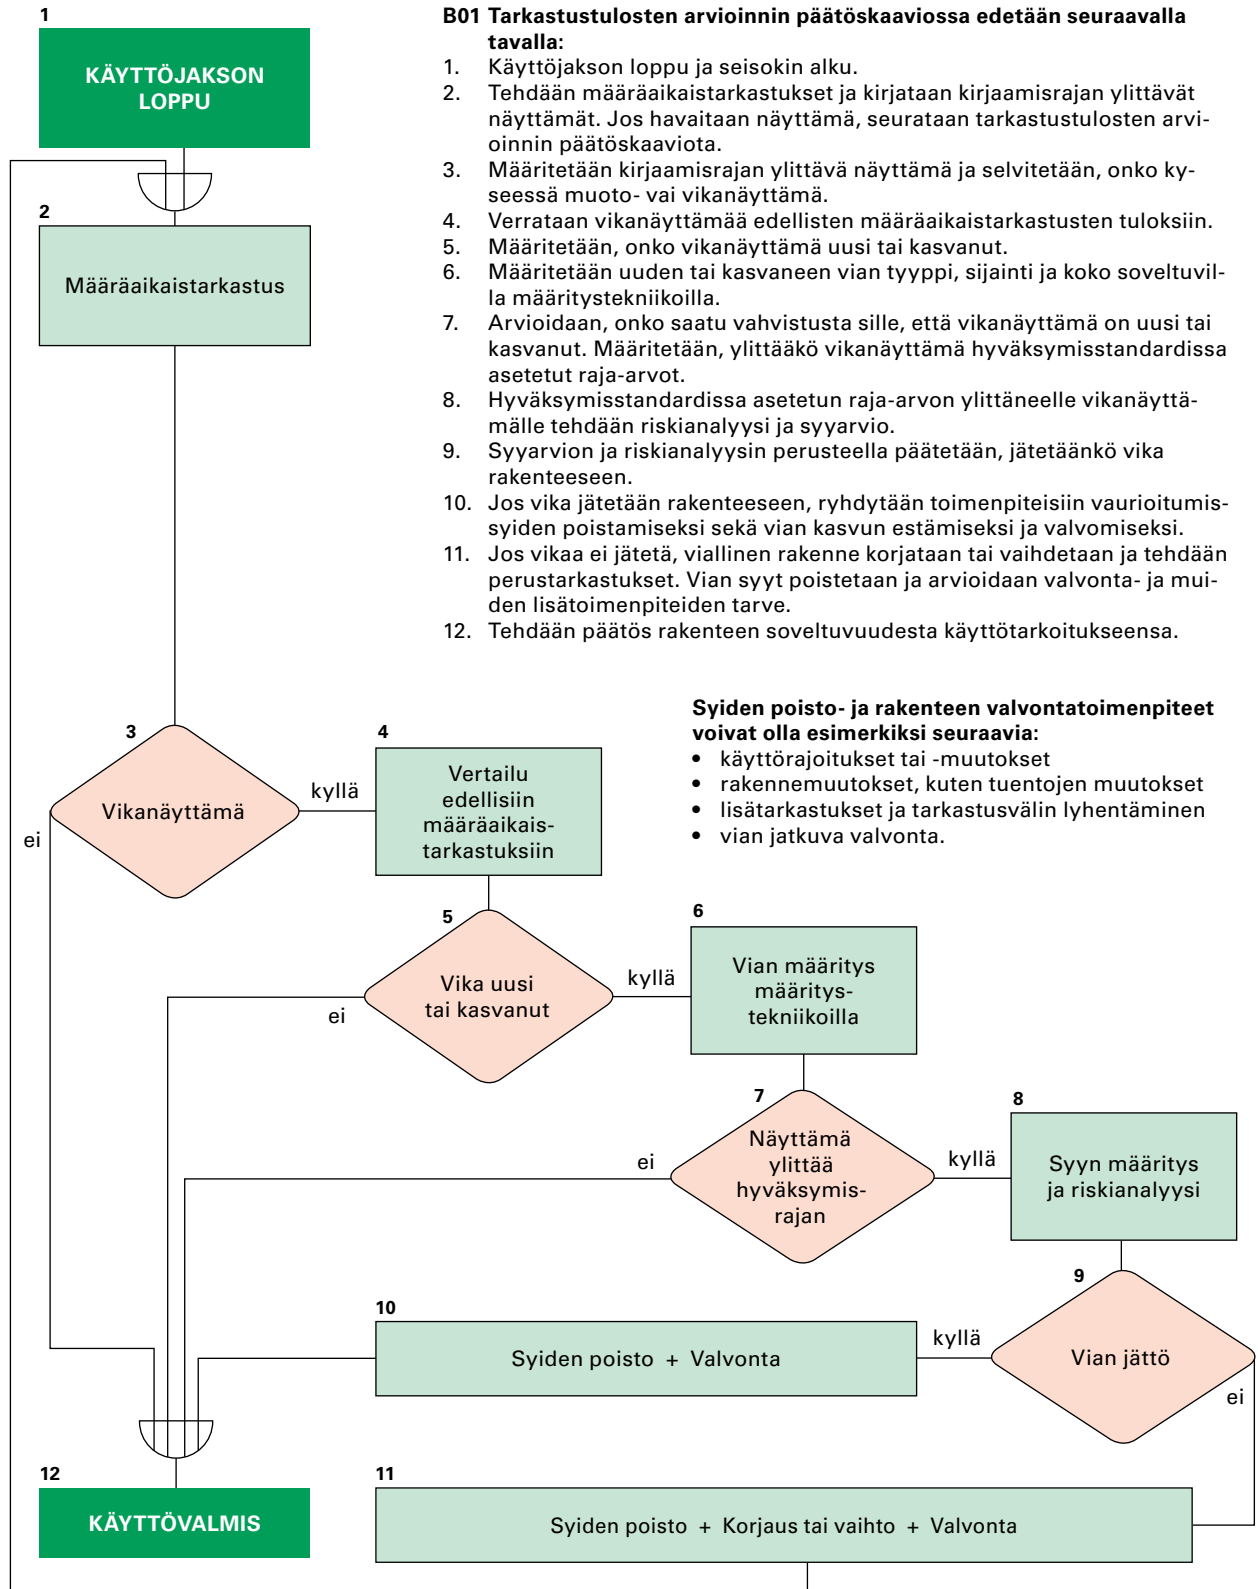 1
KÄYTTÖJAKSON
LOPPU
B01 Tarkastustulosten arvioinnin päätöskaaviossa edetään seuraavalla
tavalla:
1. Käyttöjakson loppu ja seisokin alku.
2. Tehdään määräaikaistarkastukset ja kirjataan kirjaamisrajan ylittävät
näyttämät. Jos havaitaan näyttämä, seurataan tarkastustulosten arvi-
oinnin päätöskaaviota.
3. Määritetään kirjaamisrajan ylittävä näyttämä ja selvitetään, onko ky-
seessä muoto- vai vikanäyttämä.
4. Verrataan vikanäyttämää edellisten määräaikaistarkastusten tuloksiin.
5. Määritetään, onko vikanäyttämä uusi tai kasvanut.
6. Määritetään uuden tai kasvaneen vian tyyppi, sijainti ja koko soveltuvil-
la määritystekniikoilla.
7. Arvioidaan, onko saatu vahvistusta sille, että vikanäyttämä on uusi tai
kasvanut. Määritetään, ylittääkö vikanäyttämä hyväksymisstandardissa
asetetut raja-arvot.
8. Hyväksymisstandardissa asetetun raja-arvon ylittäneelle vikanäyttä-
mälle tehdään riskianalyysi ja syyarvio.
9. Syyarvion ja riskianalyysin perusteella päätetään, jätetäänkö vika
rakenteeseen.
10. Jos vika jätetään rakenteeseen, ryhdytään toimenpiteisiin vaurioitumis-
syiden poistamiseksi sekä vian kasvun estämiseksi ja valvomiseksi.
11. Jos vikaa ei jätetä, viallinen rakenne korjataan tai vaihdetaan ja tehdään
perustarkastukset. Vian syyt poistetaan ja arvioidaan valvonta- ja mui-
den lisätoimenpiteiden tarve.
12. Tehdään päätös rakenteen soveltuvuudesta käyttötarkoitukseensa.
2
Määräaikaistarkastus
Syiden poisto- ja rakenteen valvontatoimenpiteet
voivat olla esimerkiksi seuraavia:
• käyttörajoitukset tai -muutokset
• rakennemuutokset, kuten tuentojen muutokset
• lisätarkastukset ja tarkastusvälin lyhentäminen
• vian jatkuva valvonta.
3
Vikanäyttämä
kyllä
ei
4
Vertailu
edellisiin
määräaikais-
tarkastuksiin
5
Vika uusi
tai kasvanut
kyllä
ei
6
Vian määritys
määritys-
tekniikoilla
7
Näyttämä
ylittää
hyväksymis-
rajan
ei
kyllä
8
Syyn määritys
ja riskianalyysi
9
Vian jättö
kyllä
ei
10
Syiden poisto + Valvonta
12
KÄYTTÖVALMIS
11
Syiden poisto + Korjaus tai vaihto + Valvonta